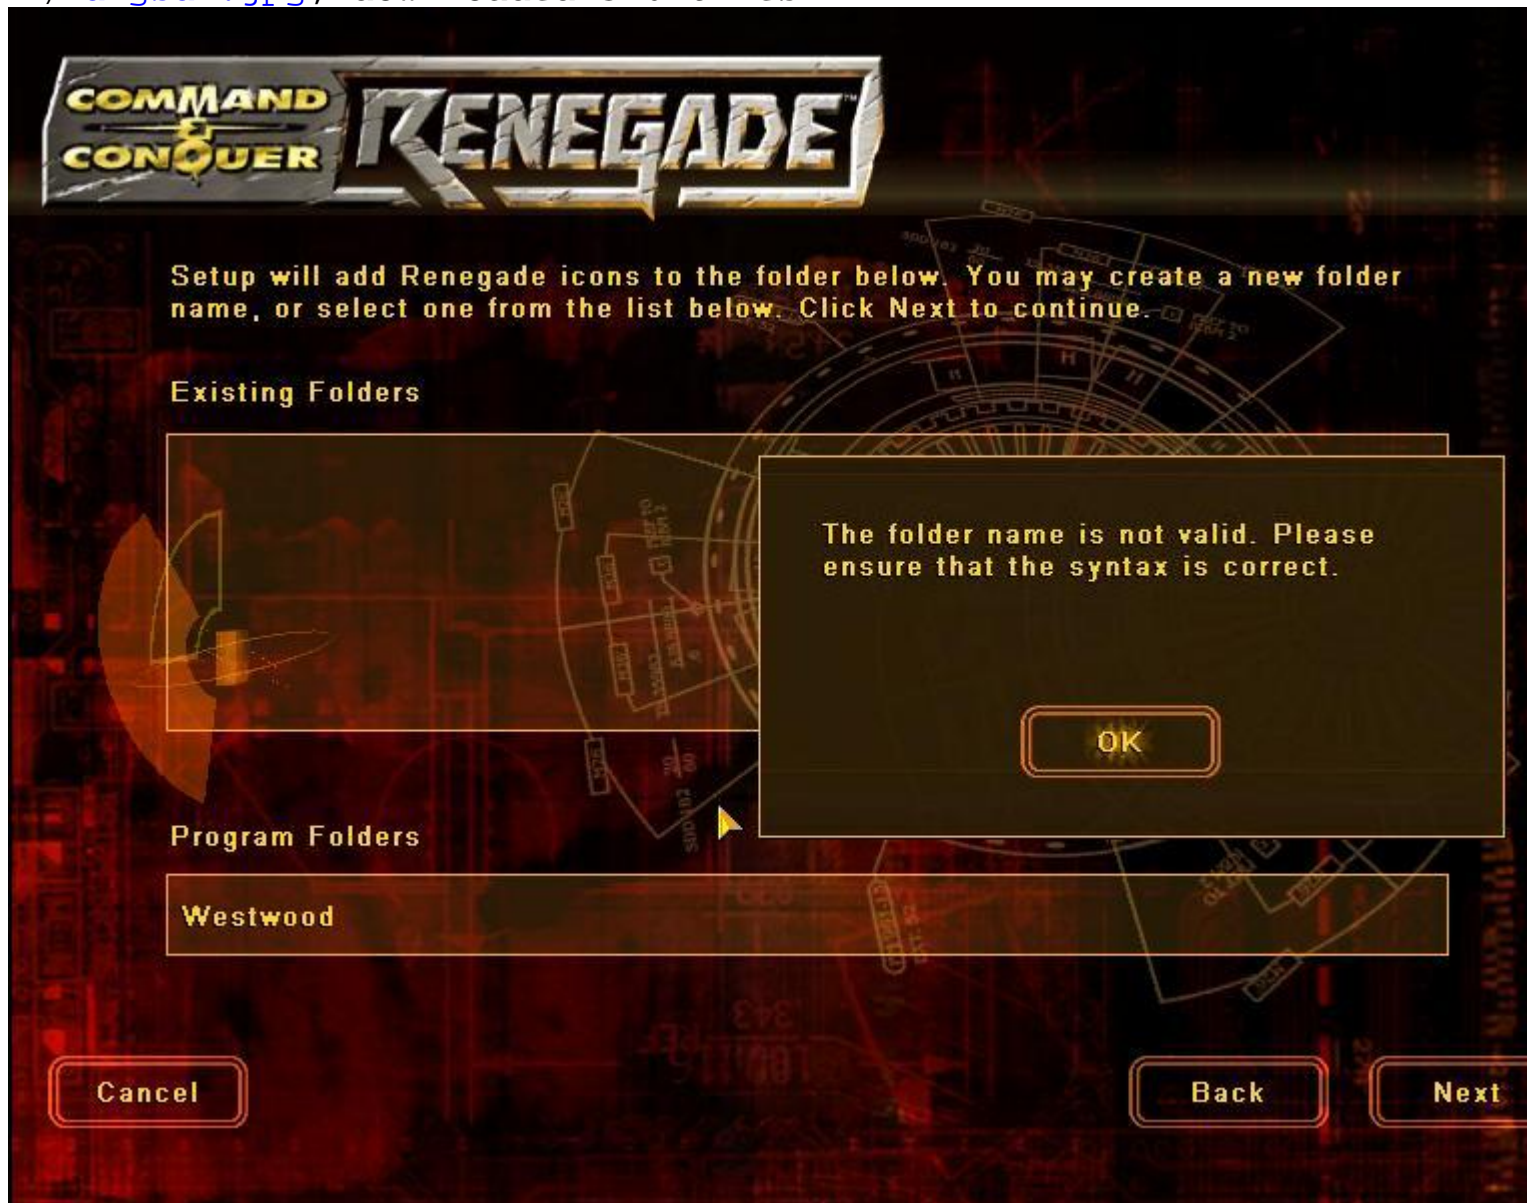 COMMAND
&
CONQUER
RENEGADE™
Setup will add Renegade icons to the folder below. You may create a new folder
name, or select one from the list below. Click Next to continue.
Existing Folders
The folder name is not valid. Please
ensure that the syntax is correct.
OK
Program Folders
Westwood
Cancel
Back
Next